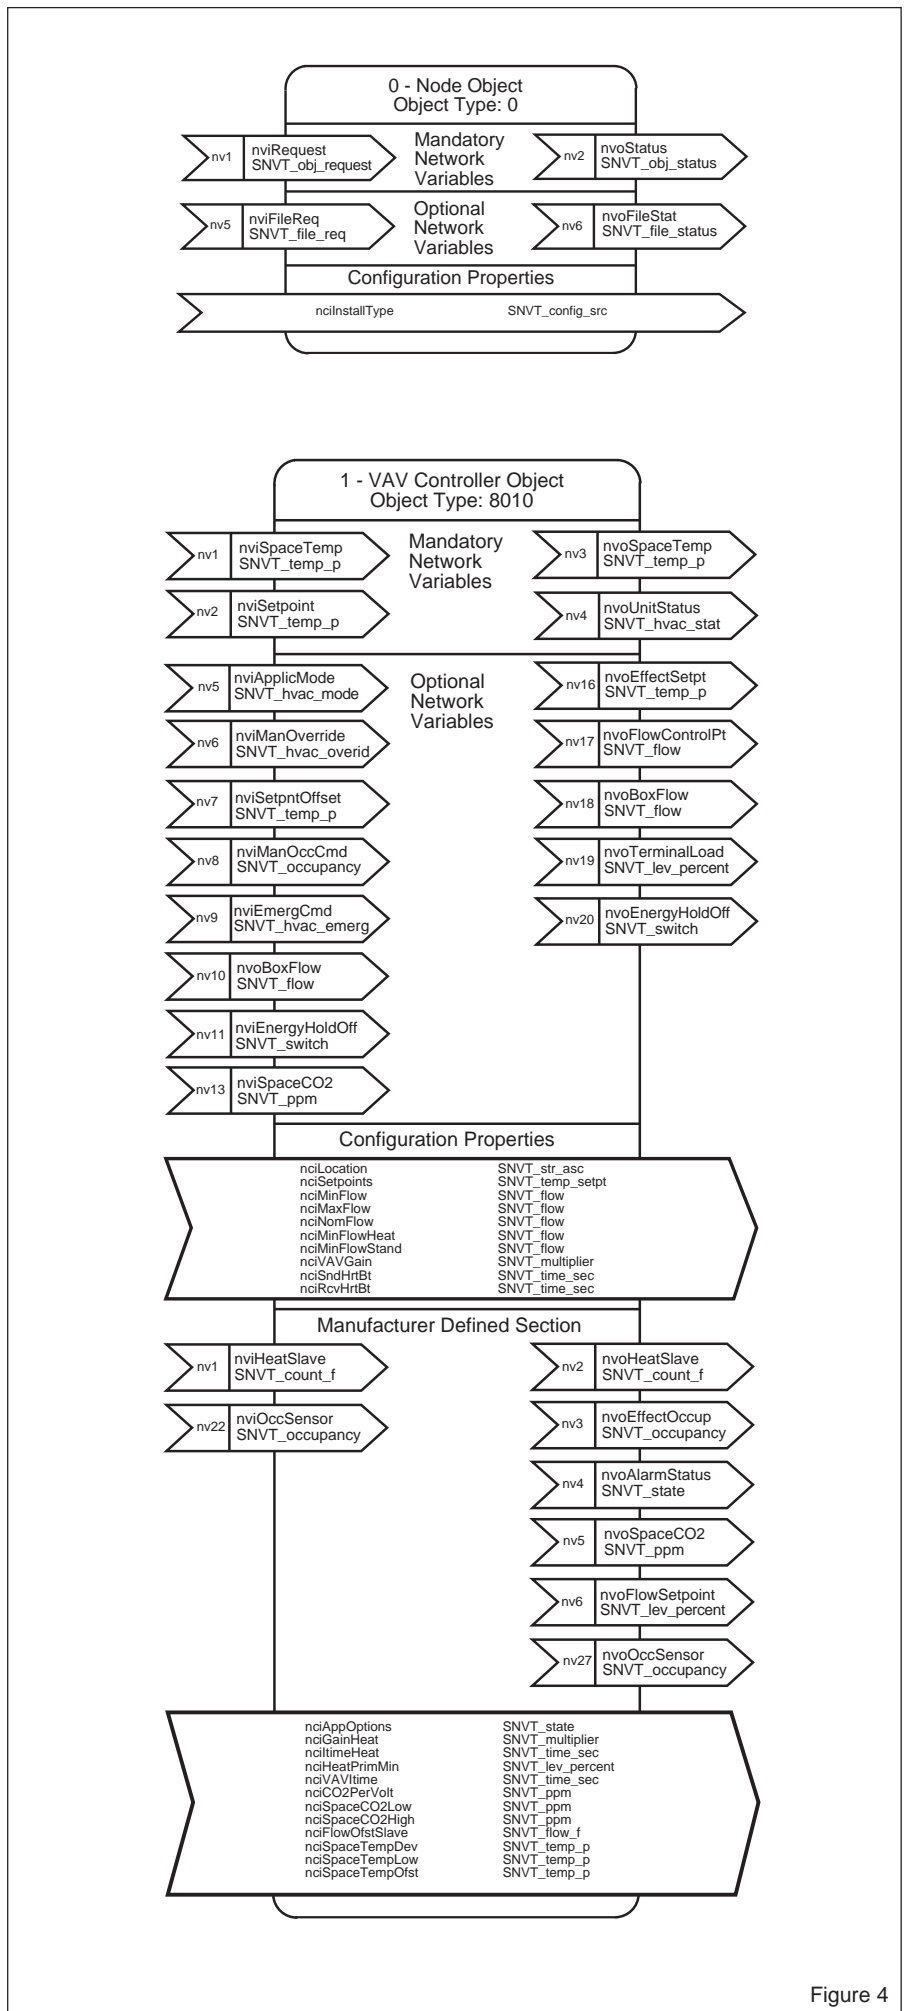 0 - Node Object
Object Type: 0
nv1
nviRequest
SNVT_obj_request
Mandatory
Network
Variables
nv2
nvoStatus
SNVT_obj_status
nv5
nviFileReq
SNVT_file_req
Optional
Network
Variables
nv6
nvoFileStat
SNVT_file_status
Configuration Properties
nciInstallType SNVT_config_src
1 - VAV Controller Object
Object Type: 8010
nv1
nviSpaceTemp
SNVT_temp_p
Mandatory
Network
Variables
nv3
nvoSpaceTemp
SNVT_temp_p
nv2
nviSetpoint
SNVT_temp_p
nv4
nvoUnitStatus
SNVT_hvac_stat
nv5
nviApplicMode
SNVT_hvac_mode
Optional
Network
Variables
nv16
nvoEffectSetpt
SNVT_temp_p
nv6
nviManOverride
SNVT_hvac_overid
nv17
nvoFlowControlPt
SNVT_flow
nv7
nviSetpntOffset
SNVT_temp_p
nv18
nvoBoxFlow
SNVT_flow
nv8
nviManOccCmd
SNVT_occupancy
nv19
nvoTerminalLoad
SNVT_lev_percent
nv9
nviEmergCmd
SNVT_hvac_emerg
nv20
nvoEnergyHoldOff
SNVT_switch
nv10
nvoBoxFlow
SNVT_flow
nv11
nviEnergyHoldOff
SNVT_switch
nv13
nviSpaceCO2
SNVT_ppm
Configuration Properties
nciLocation SNVT_str_asc
nciSetpoints SNVT_temp_setpt
nciMinFlow SNVT_flow
nciMaxFlow SNVT_flow
nciNomFlow SNVT_flow
nciMinFlowHeat SNVT_flow
nciMinFlowStand SNVT_flow
nciVAVGain SNVT_multiplier
nciSndHrtBt SNVT_time_sec
nciRcvHrtBt SNVT_time_sec
Manufacturer Defined Section
nv1
nviHeatSlave
SNVT_count_f
nv2
nvoHeatSlave
SNVT_count_f
nv22
nviOccSensor
SNVT_occupancy
nv3
nvoEffectOccup
SNVT_occupancy
nv4
nvoAlarmStatus
SNVT_state
nv5
nvoSpaceCO2
SNVT_ppm
nv6
nvoFlowSetpoint
SNVT_lev_percent
nv27
nvoOccSensor
SNVT_occupancy
nciAppOptions SNVT_state
nciGainHeat SNVT_multiplier
nciItimeHeat SNVT_time_sec
nciHeatPrimMin SNVT_lev_percent
nciVAVItime SNVT_time_sec
nciCO2PerVolt SNVT_ppm
nciSpaceCO2Low SNVT_ppm
nciSpaceCO2High SNVT_ppm
nciFlowOfstSlave SNVT_flow_f
nciSpaceTempDev SNVT_temp_p
nciSpaceTempLow SNVT_temp_p
nciSpaceTempOfst SNVT_temp_p
Figure 4